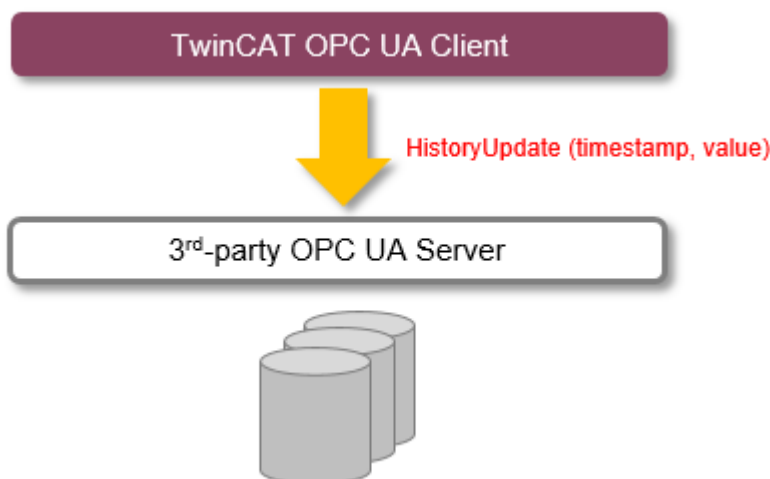 TwinCAT OPC UA Client
HistoryUpdate (timestamp, value)
3rd-party OPC UA Server